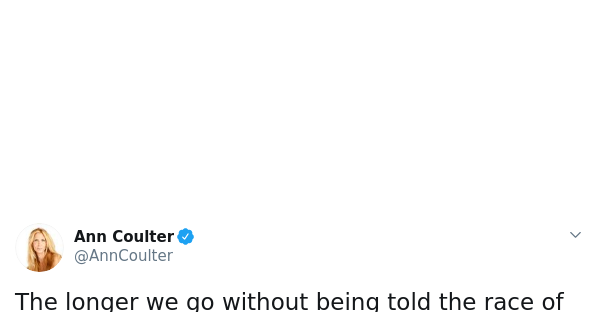 Ann Coulter
@AnnCoulter
The longer we go without being told the race of